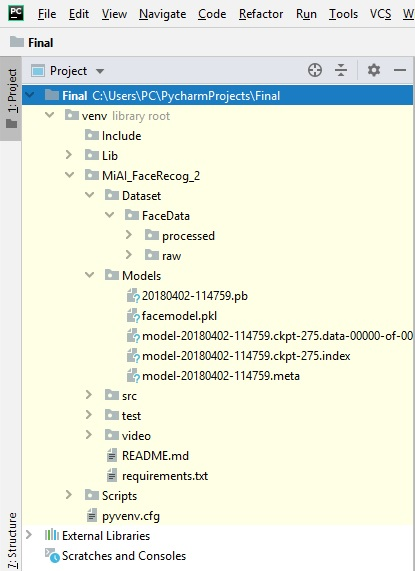 PC File Edit View Navigate Code Refactor Run Tools VCS W
Final
Project
1: Project
Final C:\Users\PC\PycharmProjects\Final
venv library root
Include
Lib
MiAI_FaceRecog_2
Dataset
FaceData
processed
raw
Models
20180402-114759.pb
facemodel.pkl
model-20180402-114759.ckpt-275.data-00000-of-00
model-20180402-114759.ckpt-275.index
model-20180402-114759.meta
src
test
video
README.md
requirements.txt
Scripts
pyvenv.cfg
7: Structure
External Libraries
Scratches and Consoles